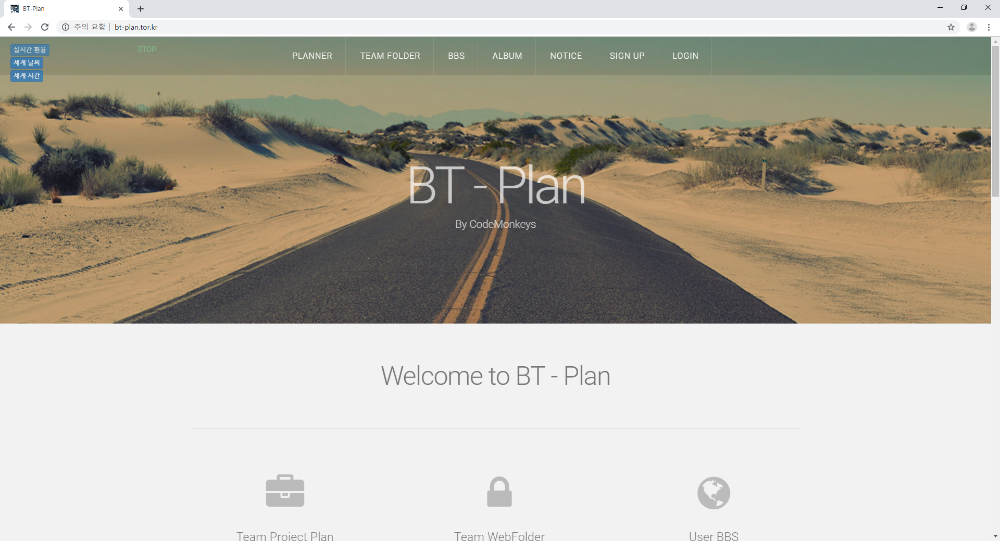 BT-Plan
주의 요함 bt-plan.tor.kr
실시간 환율
세계 날씨
세계 시간
STOP
PLANNER TEAM FOLDER BBS ALBUM NOTICE SIGN UP LOGIN
BT - Plan
By CodeMonkeys
Welcome to BT - Plan
Team Project Plan Team WebFolder User BBS